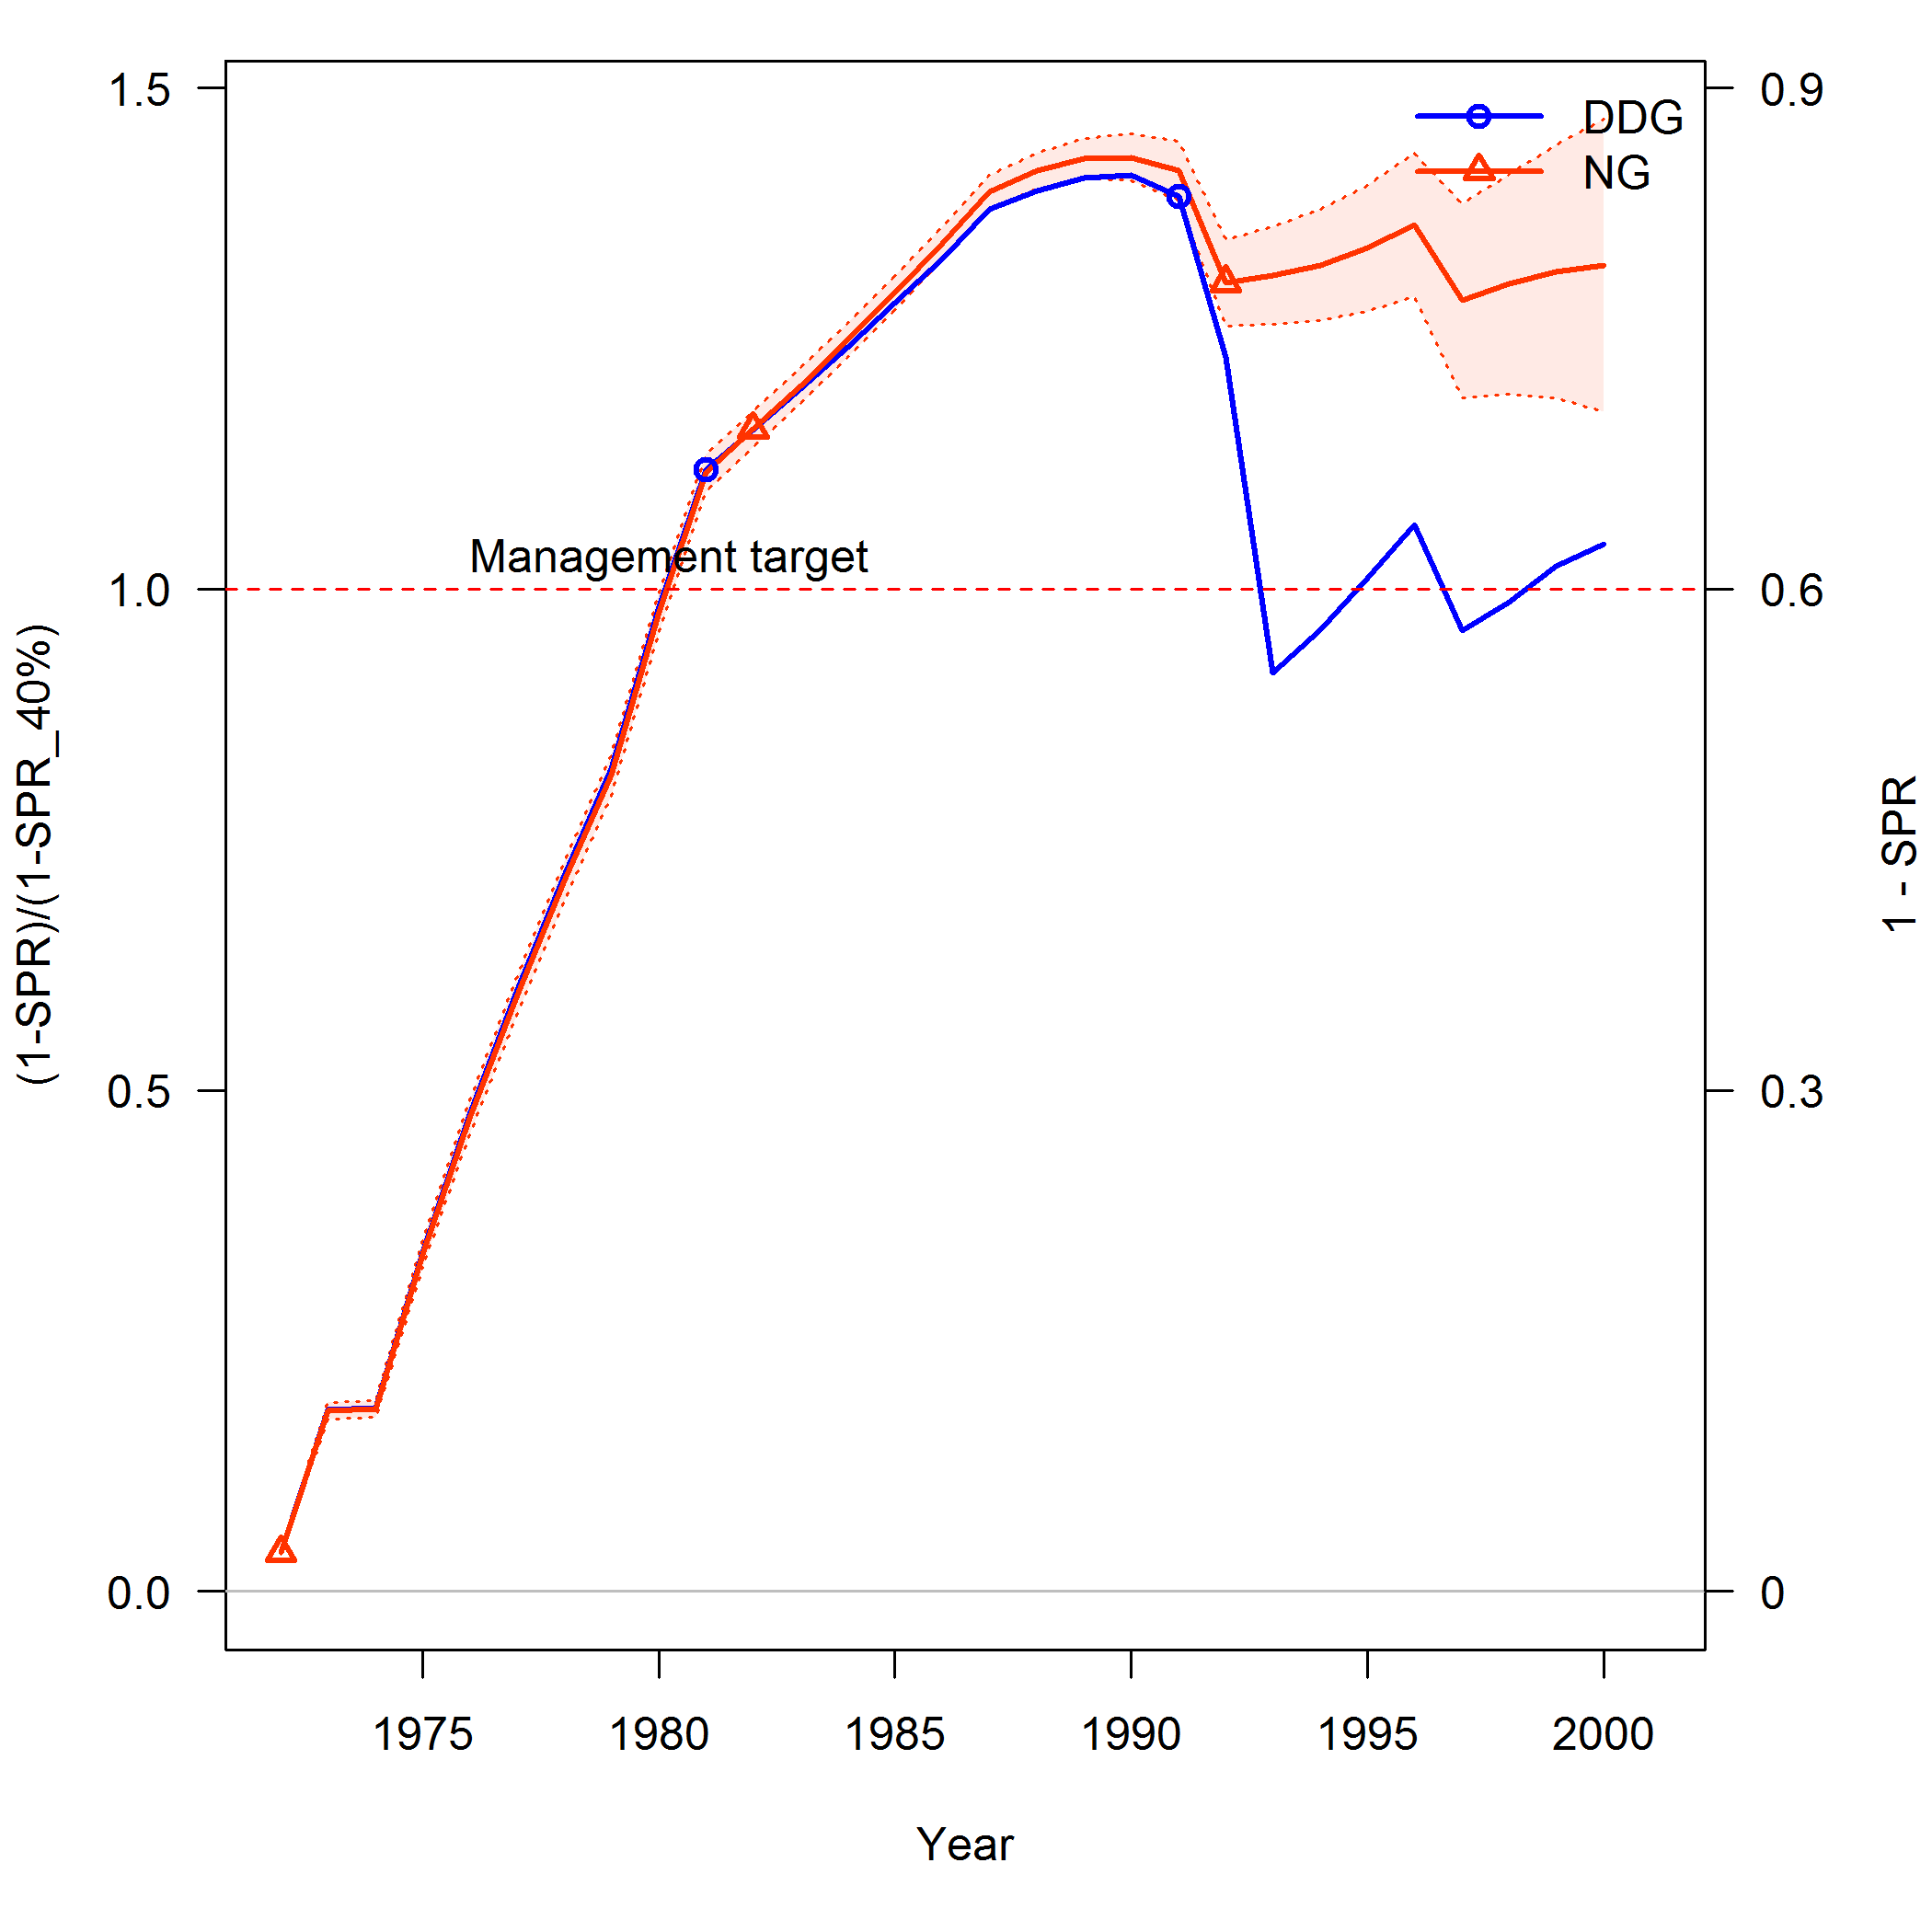 1.5
1.0
0.5
0.0
(1-SPR)/(1-SPR_40%)
DDG
NG
Management target
0.9
0.6
0.3
0
1 - SPR
1975 1980 1985 1990 1995 2000
Year